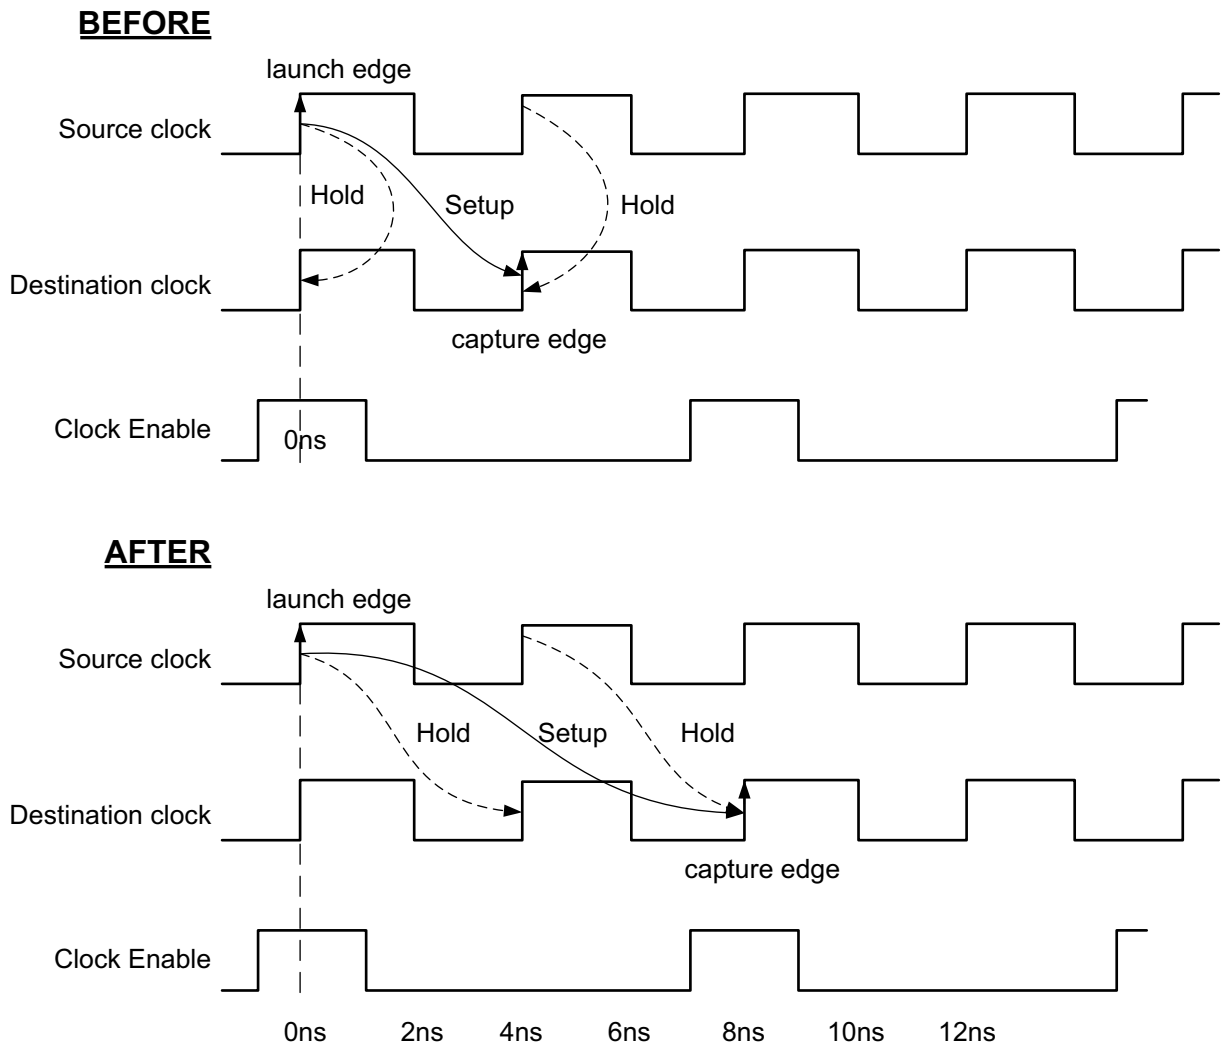 BEFORE
launch edge
Source clock
Hold
Setup
Hold
Destination clock
capture edge
Clock Enable
0ns
AFTER
launch edge
Source clock
Hold
Setup
Hold
Destination clock
capture edge
Clock Enable
0ns 2ns 4ns 6ns 8ns 10ns 12ns